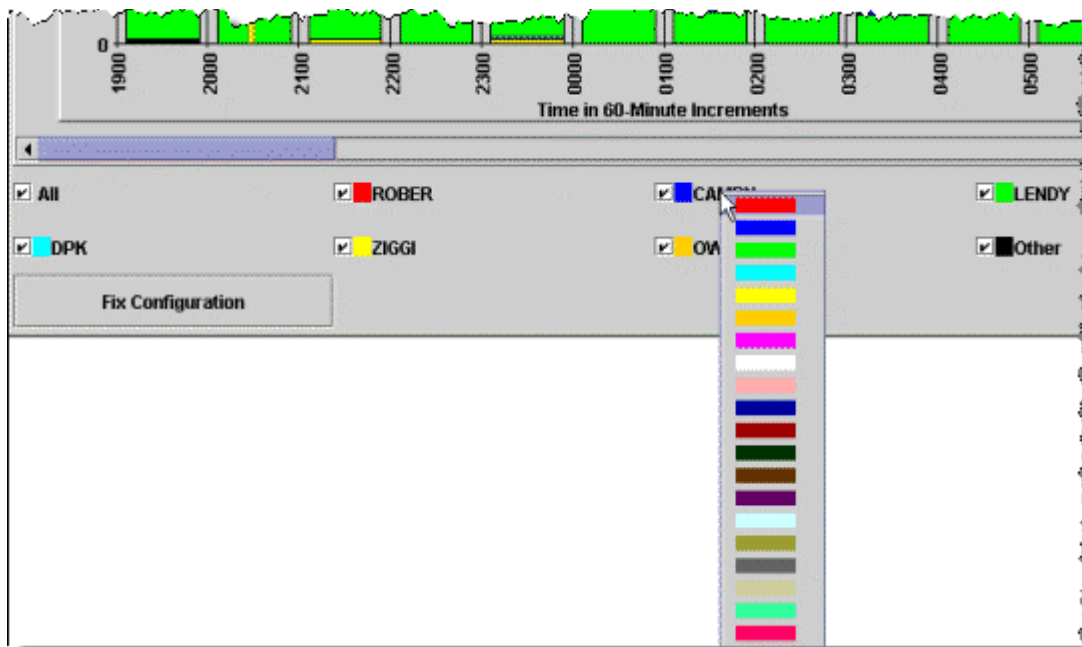 0
1900 2000 2100 2200 2300 0000 0100 0200 0300 0400 0500
Time in 60-Minute Increments
All ROBER LENDY
DPK ZIGGI Other
Fix Configuration